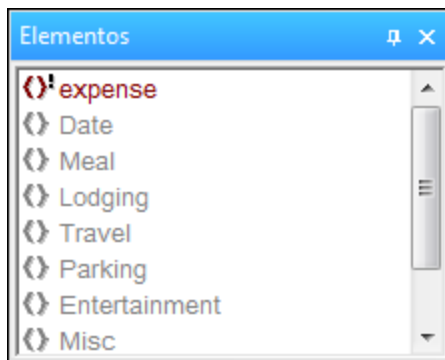 Elementos
<>! expense
<> Date
<> Meal
<> Lodging
<> Travel
<> Parking
<> Entertainment
<> Misc